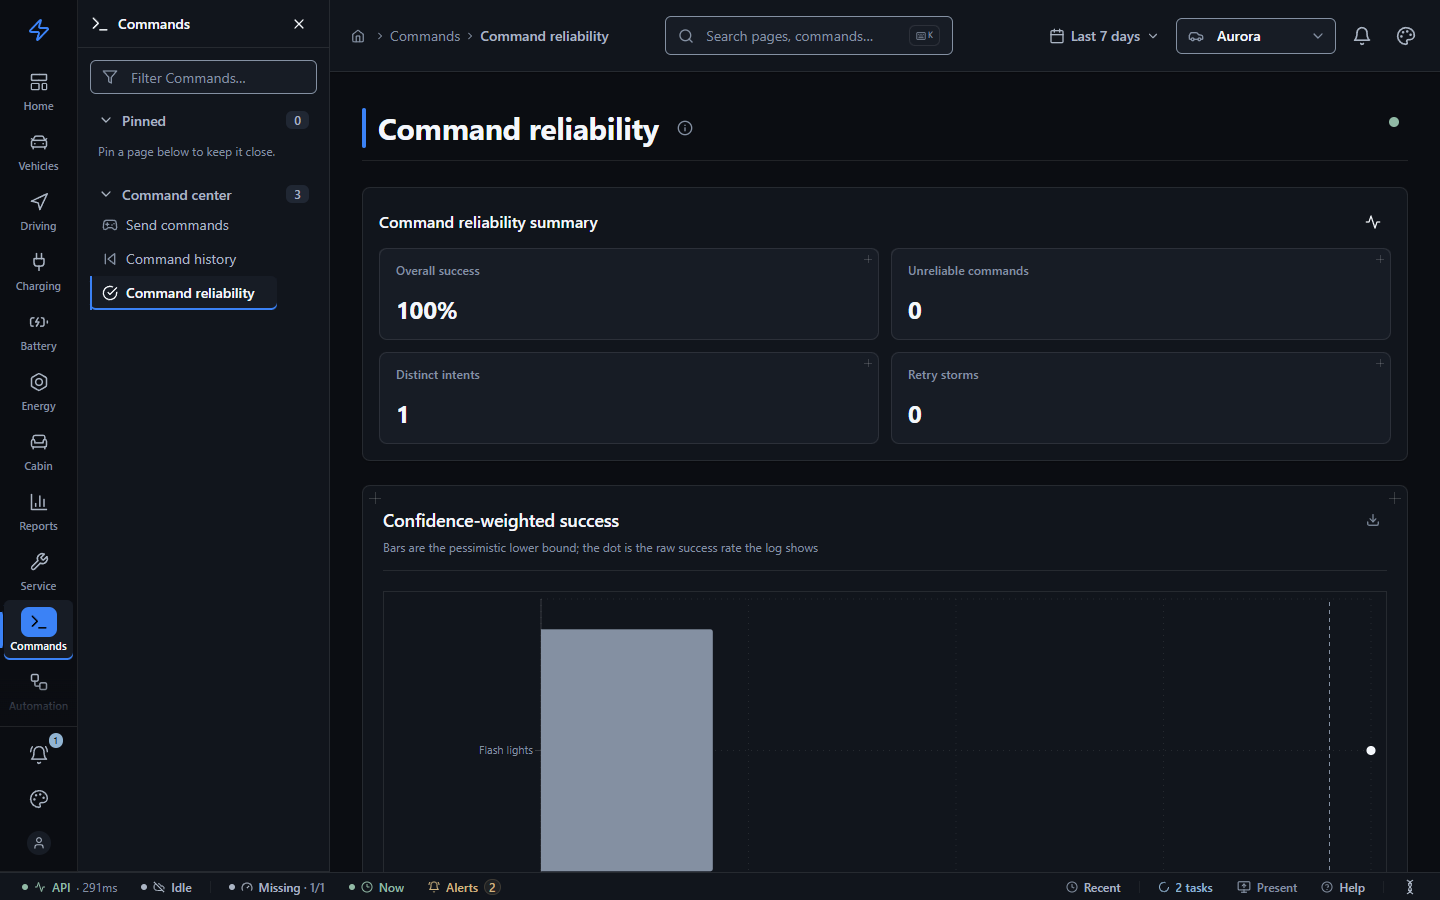 Home
Vehicles
Driving
Charging
Battery
Energy
Cabin
Reports
Service
Commands
Automation
1
Commands
Filter Commands...
Pinned
0
Pin a page below to keep it close.
Command center
3
Send commands
Command history
Command reliability
Commands
Command reliability
Search pages, commands...
K
Last 7 days
Aurora
Command reliability
Command reliability summary
Overall success
100%
Unreliable commands
0
Distinct intents
1
Retry storms
0
Confidence-weighted success
Bars are the pessimistic lower bound; the dot is the raw success rate the log shows
Flash lights
API · 291ms
Idle
Missing · 1/1
Now
Alerts 2
Recent
2 tasks
Present
Help